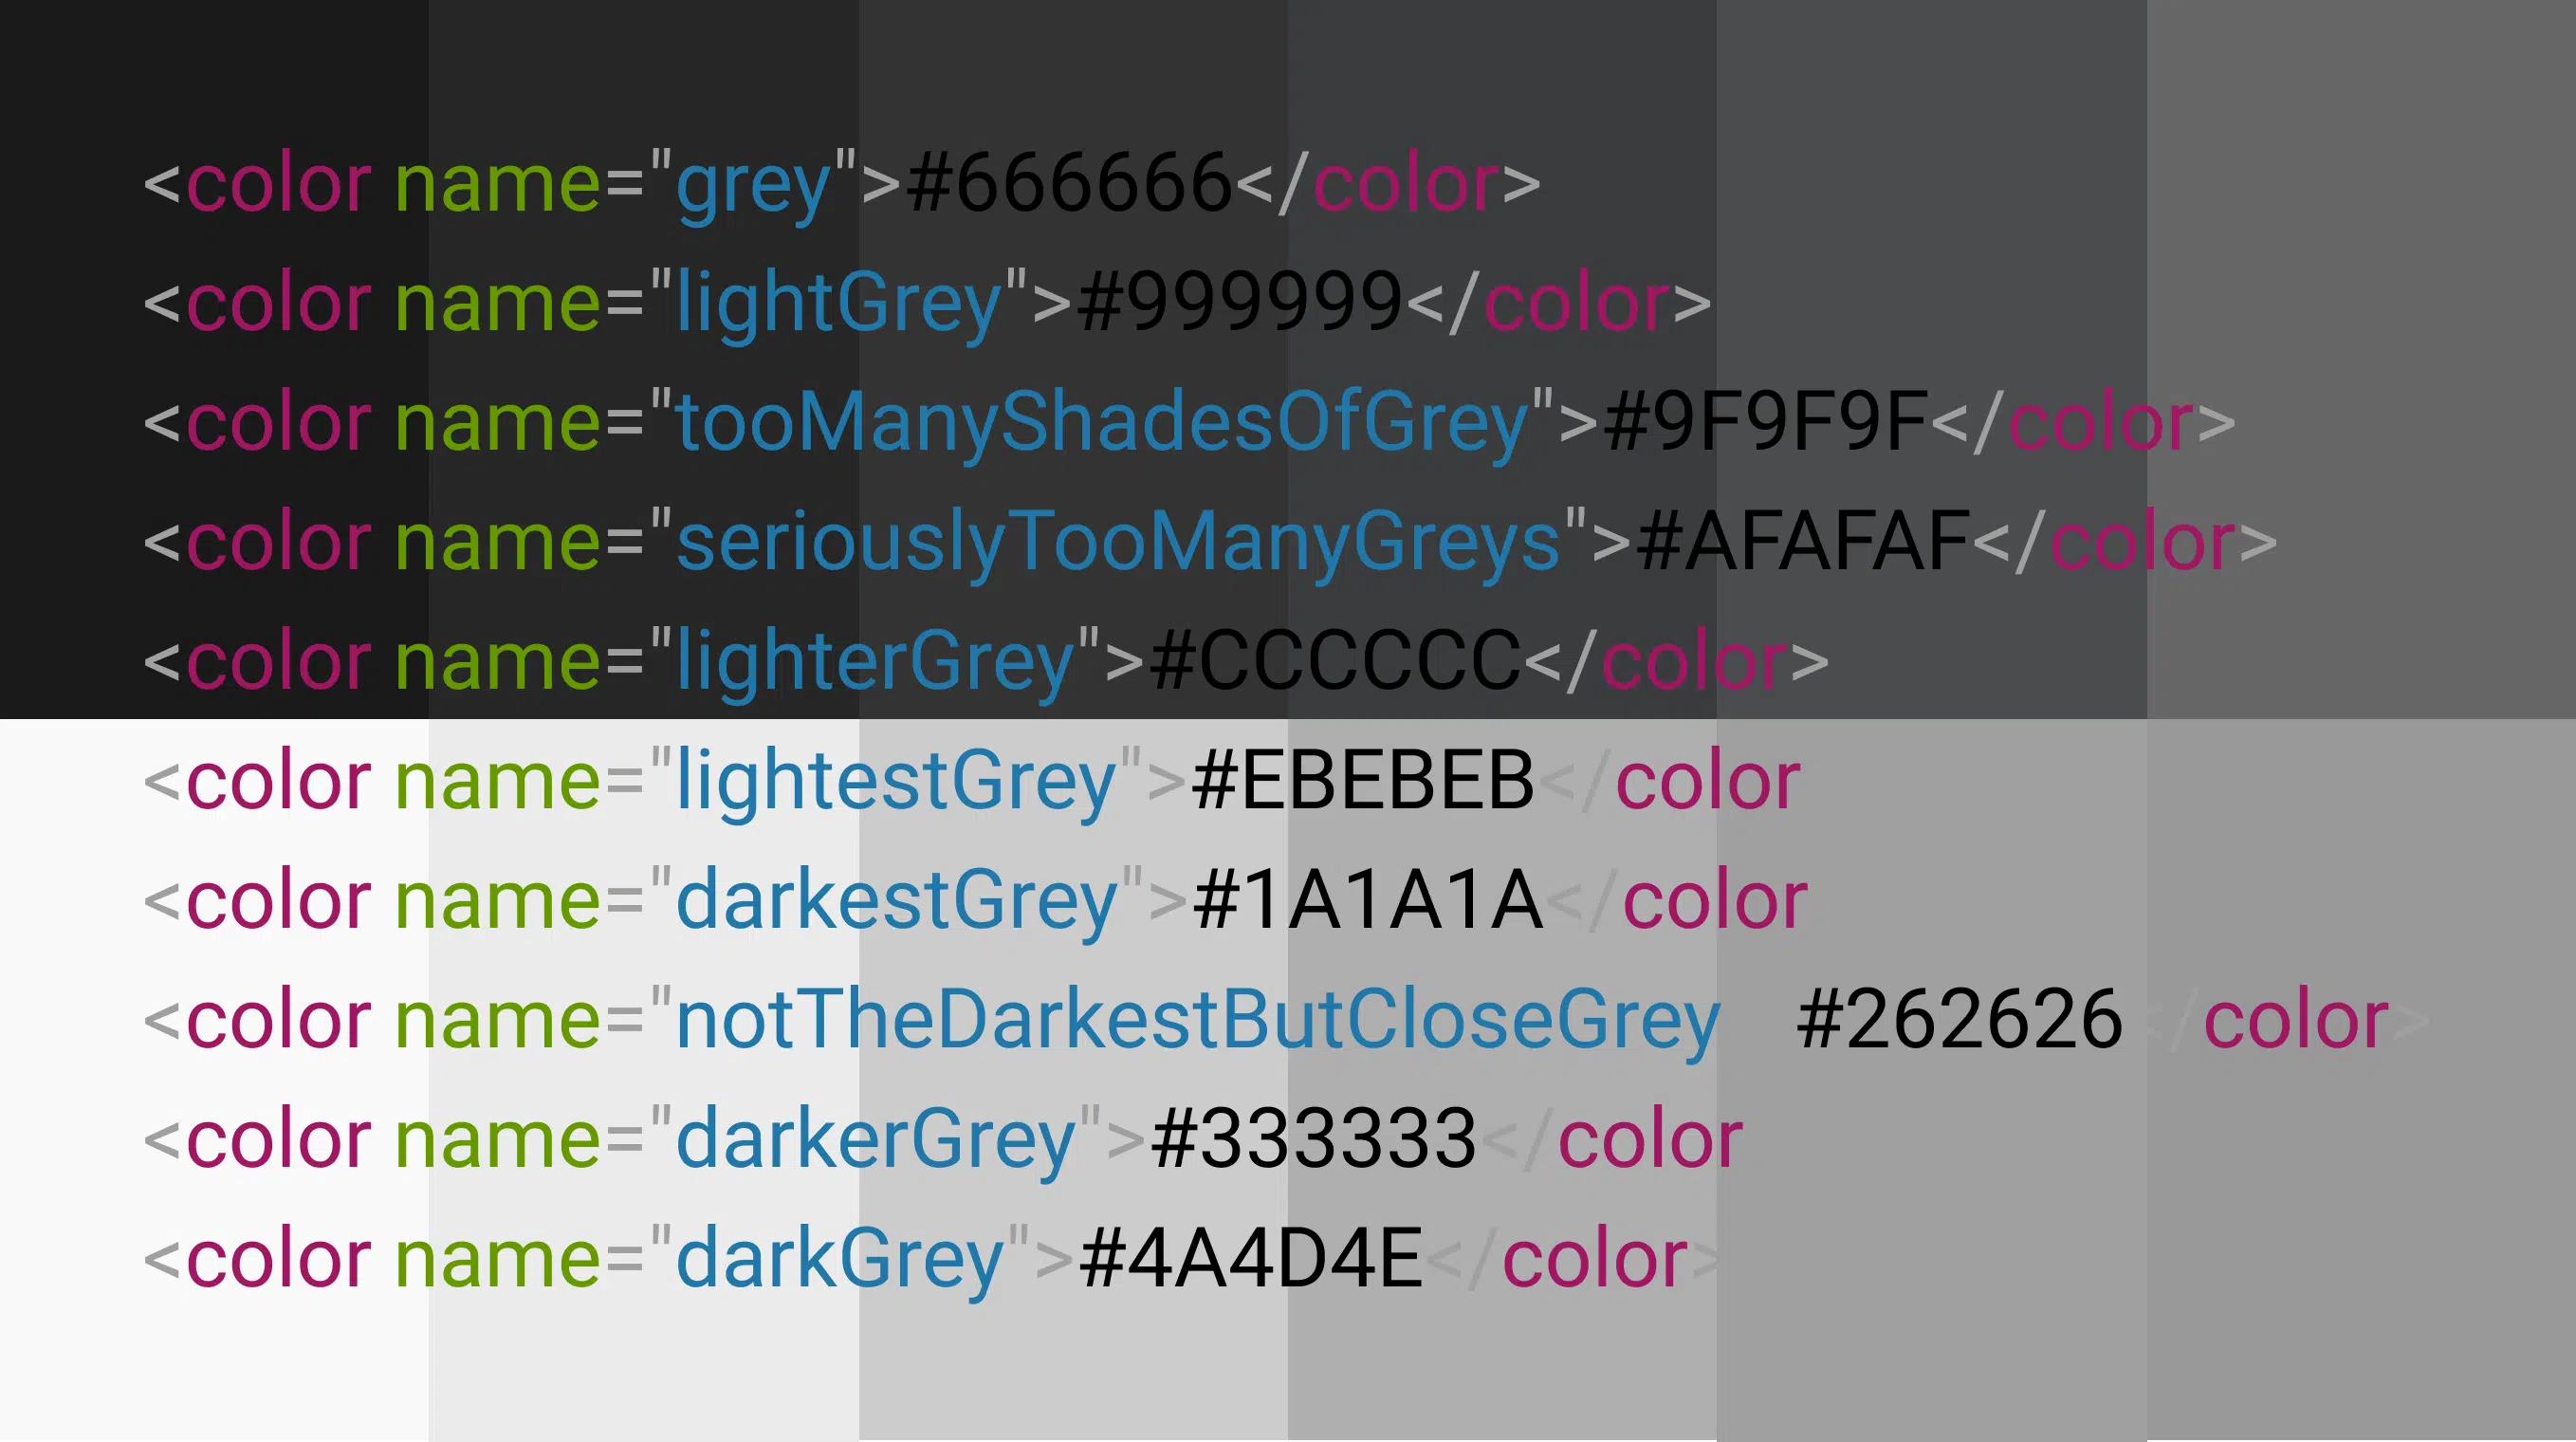 <color name="grey">#666666</color>
<color name="lightGrey">#999999</color>
<color name="tooManyShadesOfGrey">#9F9F9F</color>
<color name="seriouslyTooManyGreys">#AFAFAF</color>
<color name="lighterGrey">#CCCCCC</color>
<color name="lightestGrey">#EBEBEB</color
<color name="darkestGrey">#1A1A1A</color
<color name="notTheDarkestButCloseGrey #262626</color>
<color name="darkerGrey">#333333</color
<color name="darkGrey">#4A4D4E</color>